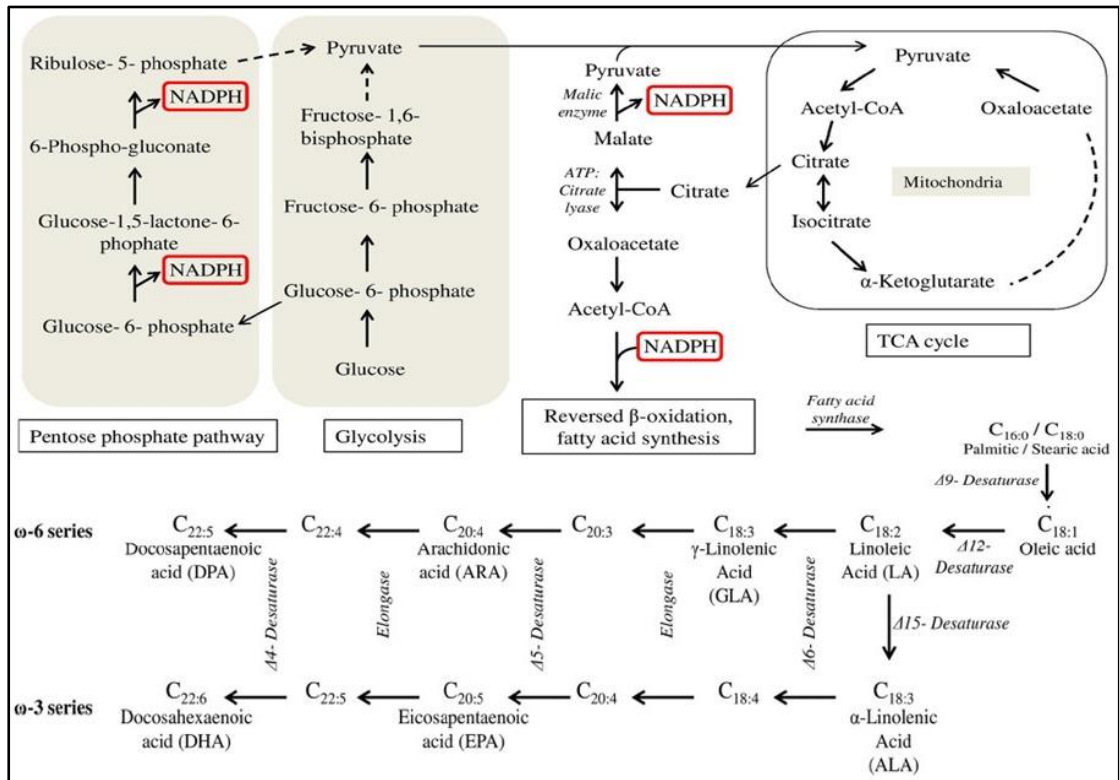 Ribulose- 5- phosphate
NADPH
6-Phospho-gluconate
Glucose-1,5-lactone- 6-
phophate
NADPH
Glucose- 6- phosphate
Pentose phosphate pathway
Pyruvate
Fructose- 1,6-
bisphosphate
Fructose- 6- phosphate
Glucose- 6- phosphate
Glucose
Glycolysis
Pyruvate
Malic
enzyme
NADPH
Malate
ATP:
Citrate
lyase
Citrate
Oxaloacetate
Acetyl-CoA
NADPH
Reversed β-oxidation,
fatty acid synthesis
Pyruvate
Acetyl-CoA
Oxaloacetate
Citrate
Mitochondria
Isocitrate
α-Ketoglutarate
TCA cycle
Fatty acid
synthase
C16:0 / C18:0
Palmitic / Stearic acid
Δ9- Desaturase
ω-6 series
C22:5
Docosapentaenoic
acid (DPA)
C22:4
C20:4
Arachidonic
acid (ARA)
C20:3
C18:3
γ-Linolenic
Acid
(GLA)
C18:2
Linoleic
Acid (LA)
C18:1
Oleic acid
Δ12-
Desaturase
Δ4- Desaturase
Elongase
Δ5- Desaturase
Elongase
Δ6- Desaturase
Δ15- Desaturase
ω-3 series
C22:6
Docosahexaenoic
acid (DHA)
C22:5
C20:5
Eicosapentaenoic
acid (EPA)
C20:4
C18:4
C18:3
α-Linolenic
Acid
(ALA)